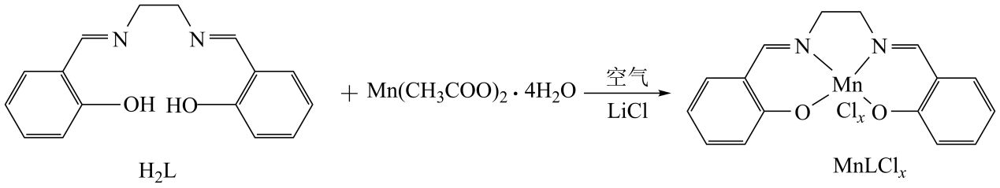 N N
OH HO
+ Mn(CH₃COO)₂ · 4H₂O
空气
LiCl
N N
Mn
O Clₓ O
H₂L
MnLClₓ